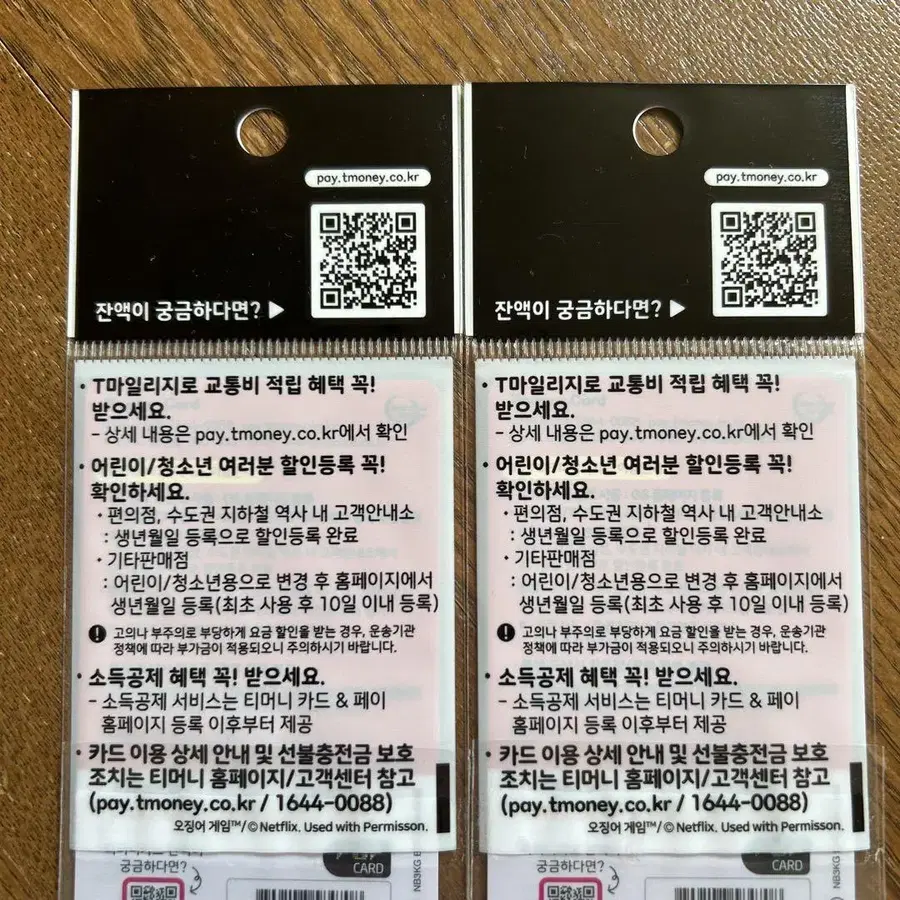 pay.tmoney.co.kr
잔액이 궁금하다면? ▶
• T마일리지로 교통비 적립 혜택 꼭!
받으세요.
– 상세 내용은 pay.tmoney.co.kr에서 확인
• 어린이/청소년 여러분 할인등록 꼭!
확인하세요.
• 편의점, 수도권 지하철 역사 내 고객안내소
: 생년월일 등록으로 할인등록 완료
• 기타판매점
: 어린이/청소년용으로 변경 후 홈페이지에서
생년월일 등록(최초 사용 후 10일 이내 등록)
! 고의나 부주의로 부당하게 요금 할인을 받는 경우, 운송기관
정책에 따라 부가금이 적용되오니 주의하시기 바랍니다.
• 소득공제 혜택 꼭! 받으세요.
– 소득공제 서비스는 티머니 카드 & 페이
홈페이지 등록 이후부터 제공
• 카드 이용 상세 안내 및 선불충전금 보호
조치는 티머니 홈페이지/고객센터 참고
(pay.tmoney.co.kr / 1644-0088)
오징어 게임™/© Netflix. Used with Permisson.
궁금하다면?
CARD
NB3KG
pay.tmoney.co.kr
잔액이 궁금하다면? ▶
• T마일리지로 교통비 적립 혜택 꼭!
받으세요.
– 상세 내용은 pay.tmoney.co.kr에서 확인
• 어린이/청소년 여러분 할인등록 꼭!
확인하세요.
• 편의점, 수도권 지하철 역사 내 고객안내소
: 생년월일 등록으로 할인등록 완료
• 기타판매점
: 어린이/청소년용으로 변경 후 홈페이지에서
생년월일 등록(최초 사용 후 10일 이내 등록)
! 고의나 부주의로 부당하게 요금 할인을 받는 경우, 운송기관
정책에 따라 부가금이 적용되오니 주의하시기 바랍니다.
• 소득공제 혜택 꼭! 받으세요.
– 소득공제 서비스는 티머니 카드 & 페이
홈페이지 등록 이후부터 제공
• 카드 이용 상세 안내 및 선불충전금 보호
조치는 티머니 홈페이지/고객센터 참고
(pay.tmoney.co.kr / 1644-0088)
오징어 게임™/© Netflix. Used with Permisson.
궁금하다면?
CARD
NB3KG